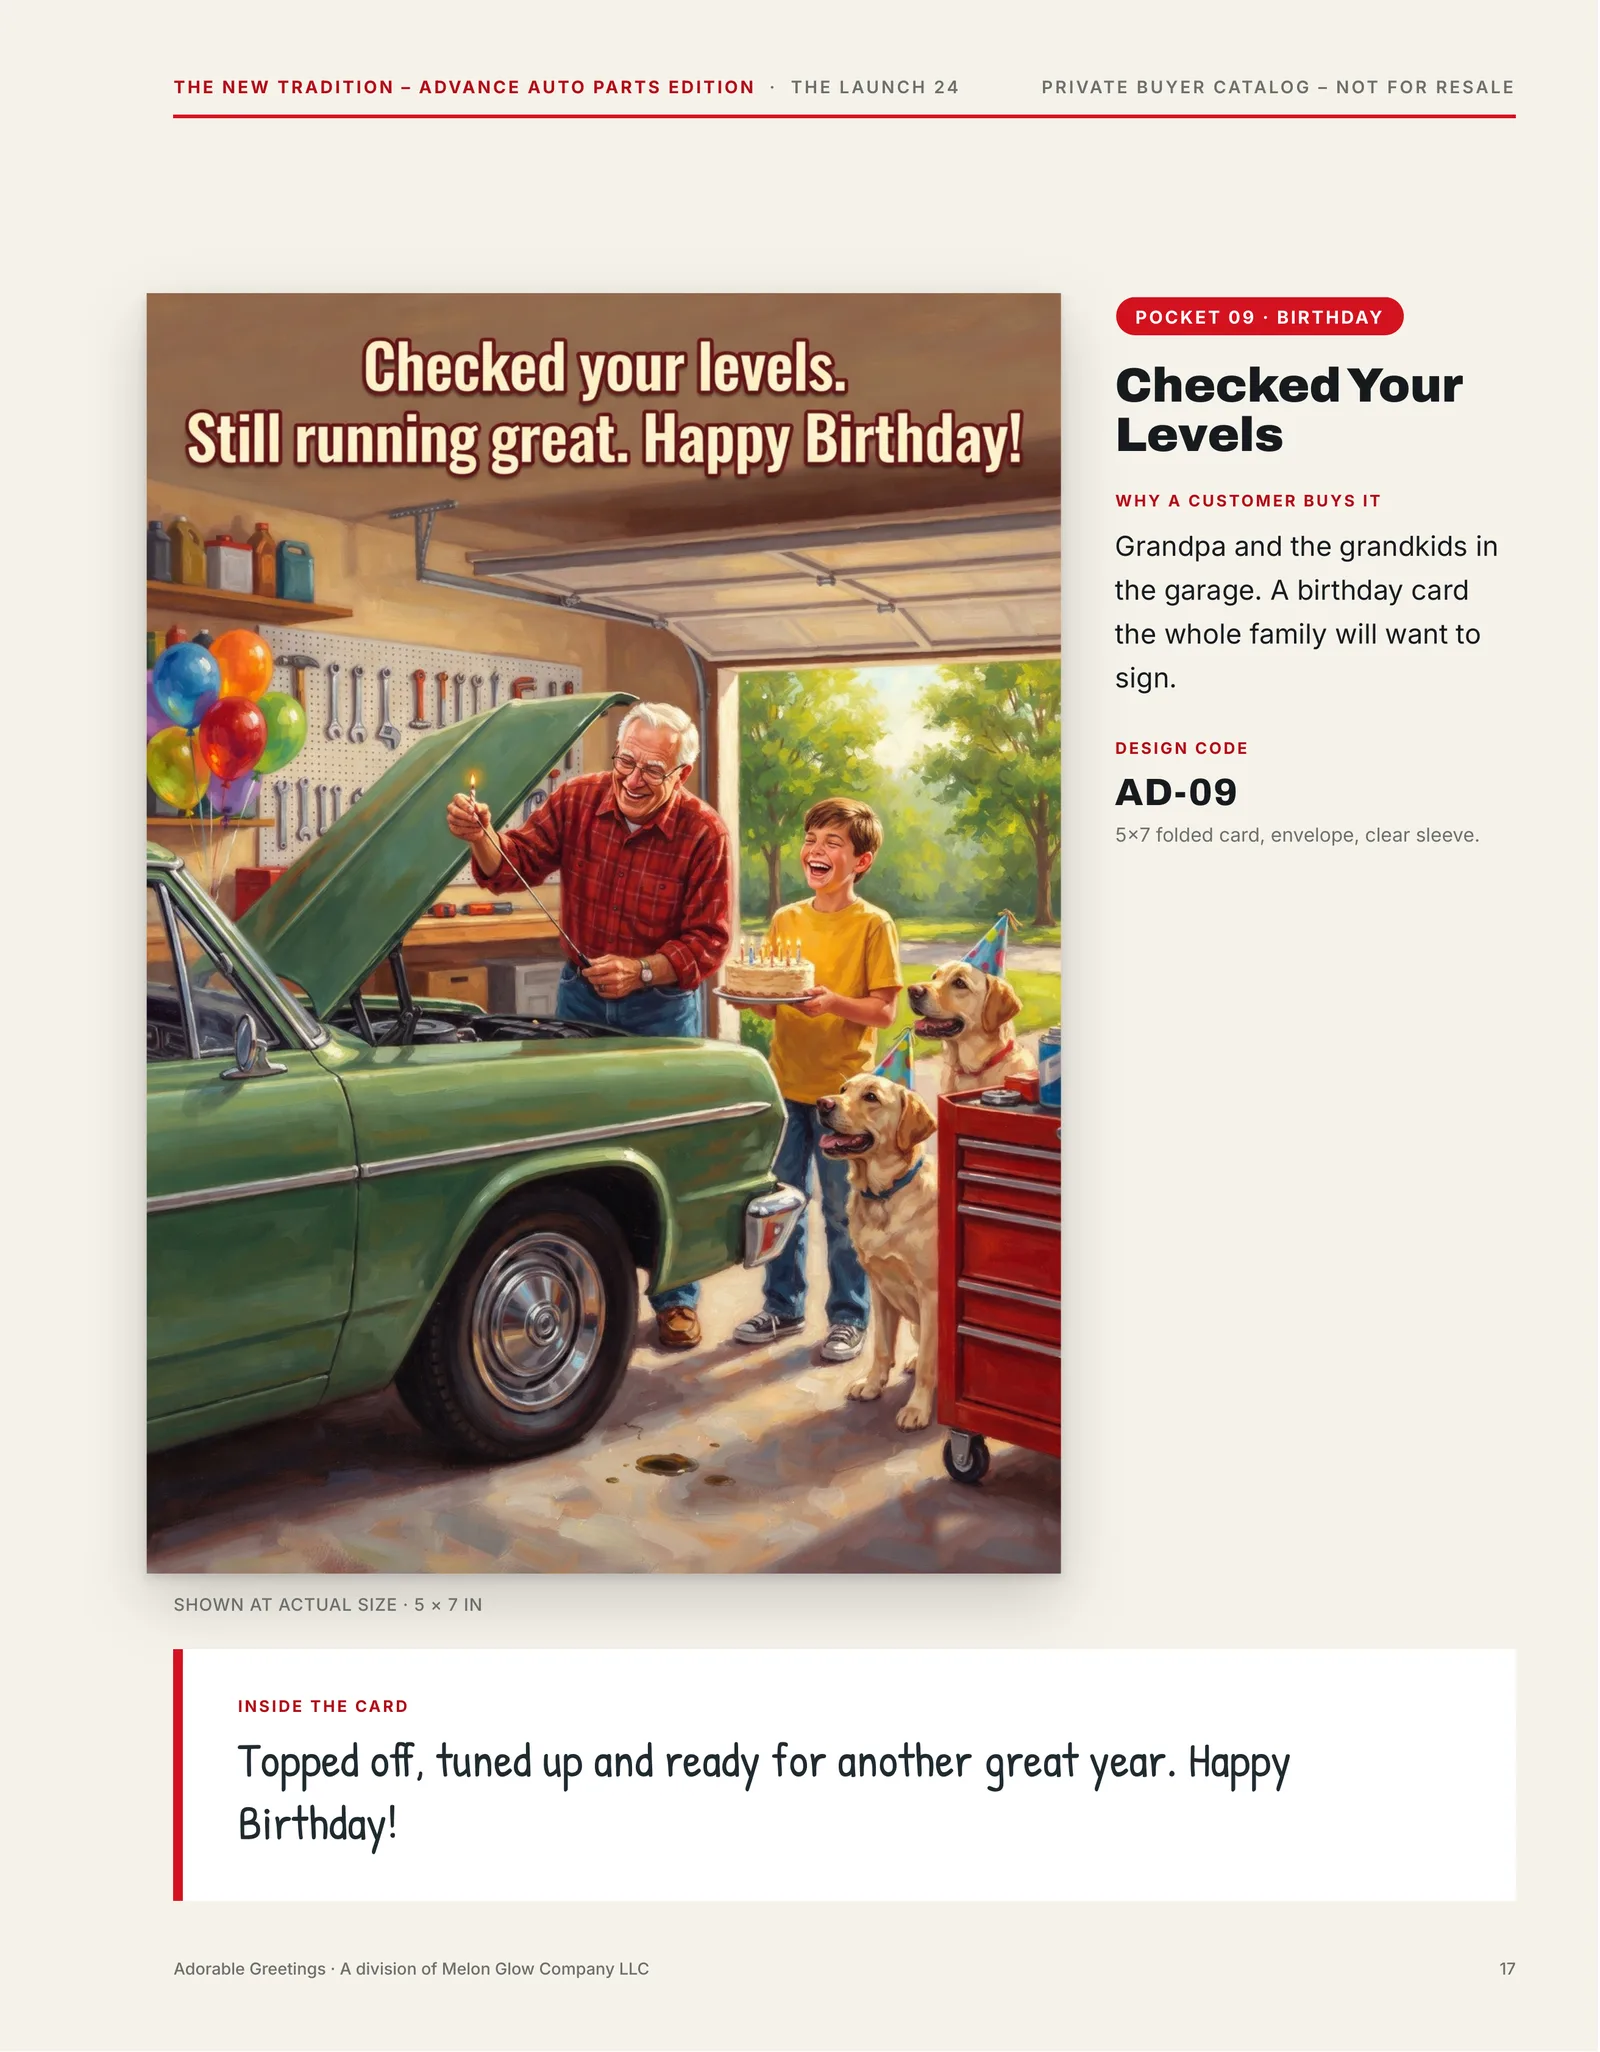 THE NEW TRADITION – ADVANCE AUTO PARTS EDITION · THE LAUNCH 24
PRIVATE BUYER CATALOG – NOT FOR RESALE
Checked your levels.
Still running great. Happy Birthday!
POCKET 09 · BIRTHDAY
Checked Your
Levels
WHY A CUSTOMER BUYS IT
Grandpa and the grandkids in
the garage. A birthday card
the whole family will want to
sign.
DESIGN CODE
AD-09
5×7 folded card, envelope, clear sleeve.
SHOWN AT ACTUAL SIZE · 5 × 7 IN
INSIDE THE CARD
Topped off, tuned up and ready for another great year. Happy
Birthday!
Adorable Greetings · A division of Melon Glow Company LLC
17